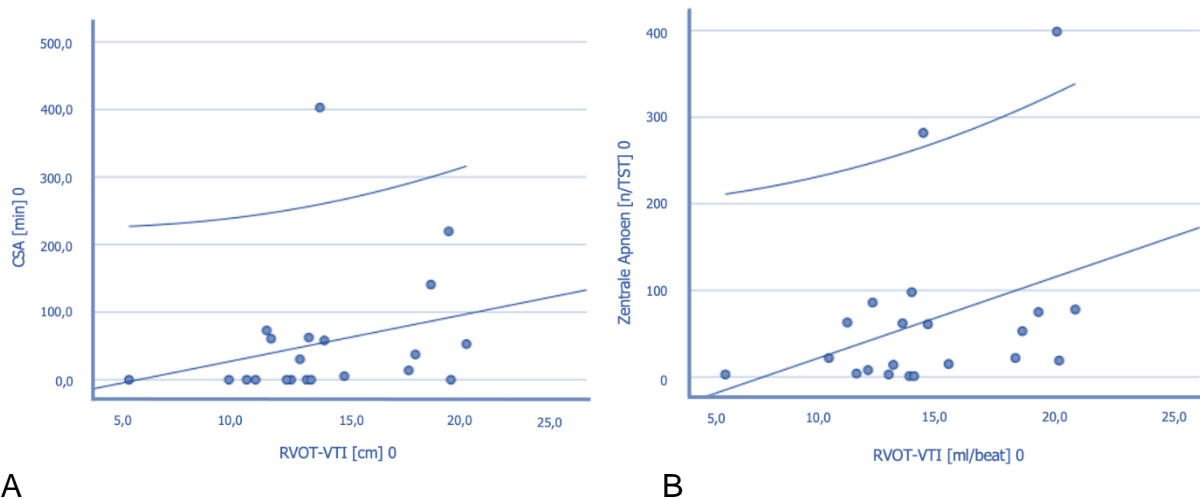 500,0
400,0
300,0
200,0
100,0
0,0
CSA [min] 0
5,0 10,0 15,0 20,0 25,0
RVOT-VTI [cm] 0
A
400
300
200
100
0
Zentrale Apnoen [n/TST] 0
5,0 10,0 15,0 20,0 25,0
RVOT-VTI [ml/beat] 0
B